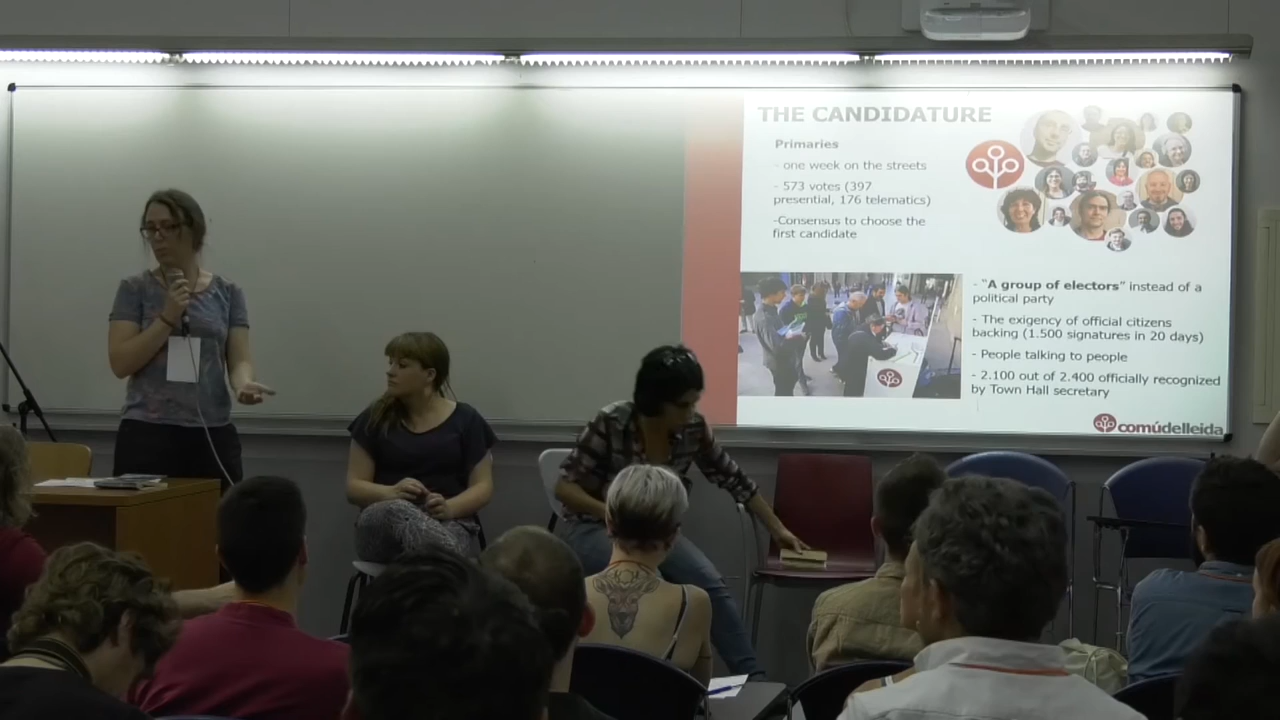 THE CANDIDATURE
Primaries
- one week on the streets
- 573 votes (397
presential, 176 telematics)
-Consensus to choose the
first candidate
- "A group of electors" instead of a
political party
- The exigency of official citizens
backing (1.500 signatures in 20 days)
- People talking to people
- 2.100 out of 2.400 officially recognized
by Town Hall secretary
comúdelleida